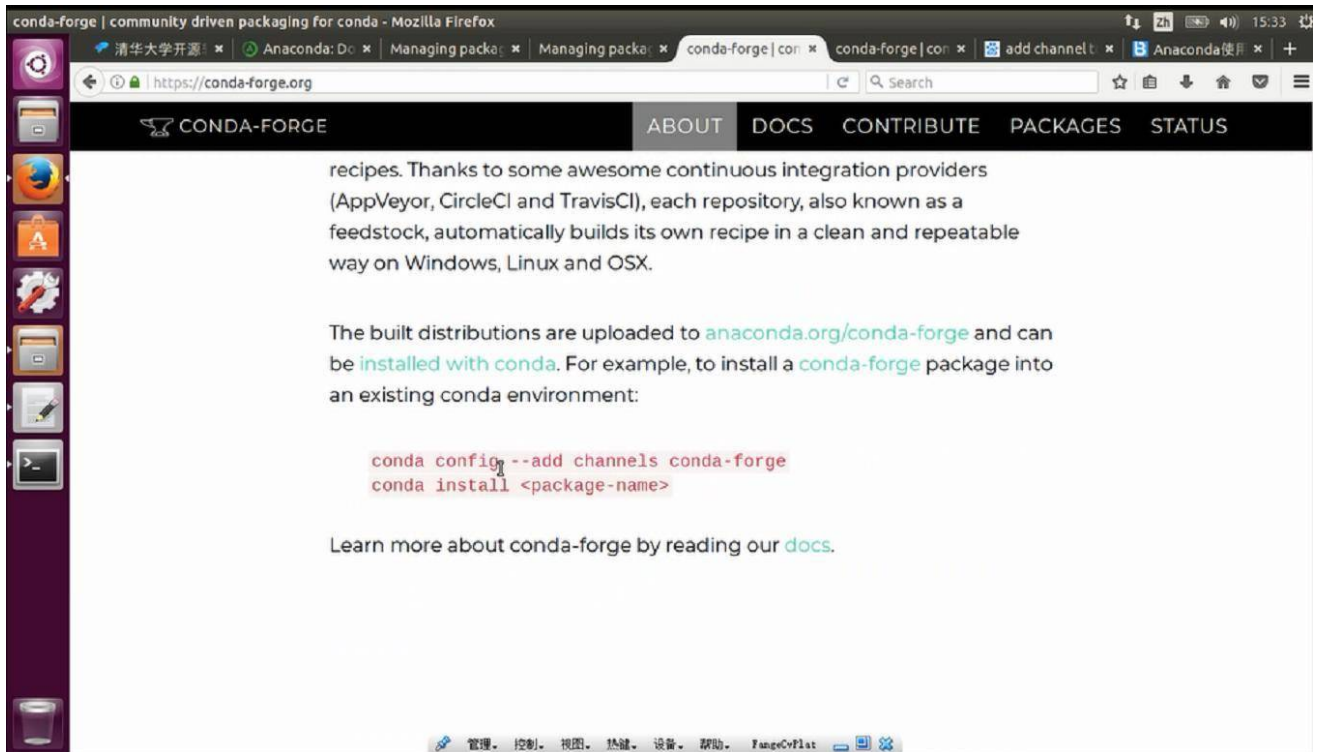 conda-forge | community driven packaging for conda - Mozilla Firefox
Zh
15:33
清华大学开源
Anaconda: Do
Managing packag
Managing packag
conda-forge | con
conda-forge | con
add channel t
Anaconda使用
https://conda-forge.org
Search
CONDA-FORGE
ABOUT
DOCS
CONTRIBUTE
PACKAGES
STATUS
recipes. Thanks to some awesome continuous integration providers
(AppVeyor, CircleCI and TravisCI), each repository, also known as a
feedstock, automatically builds its own recipe in a clean and repeatable
way on Windows, Linux and OSX.
The built distributions are uploaded to anaconda.org/conda-forge and can
be installed with conda. For example, to install a conda-forge package into
an existing conda environment:
conda config --add channels conda-forge
conda install <package-name>
Learn more about conda-forge by reading our docs.
管理. 控制. 视图. 热键. 设备. 帮助. FangeCvPlat